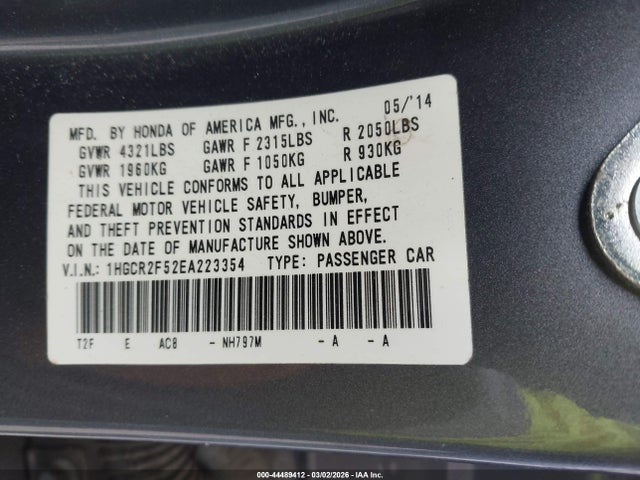 MFD. BY HONDA OF AMERICA MFG., INC. 05/'14
GVWR 4321LBS GAWR F 2315LBS R 2050LBS
GVWR 1960KG GAWR F 1050KG R 930KG
THIS VEHICLE CONFORMS TO ALL APPLICABLE
FEDERAL MOTOR VEHICLE SAFETY, BUMPER,
AND THEFT PREVENTION STANDARDS IN EFFECT
ON THE DATE OF MANUFACTURE SHOWN ABOVE.
V.I.N.: 1HGCR2F52EA223354 TYPE: PASSENGER CAR
T2F E AC8 - NH797M - A - A
000-44489412 - 03/02/2026 - IAA Inc.